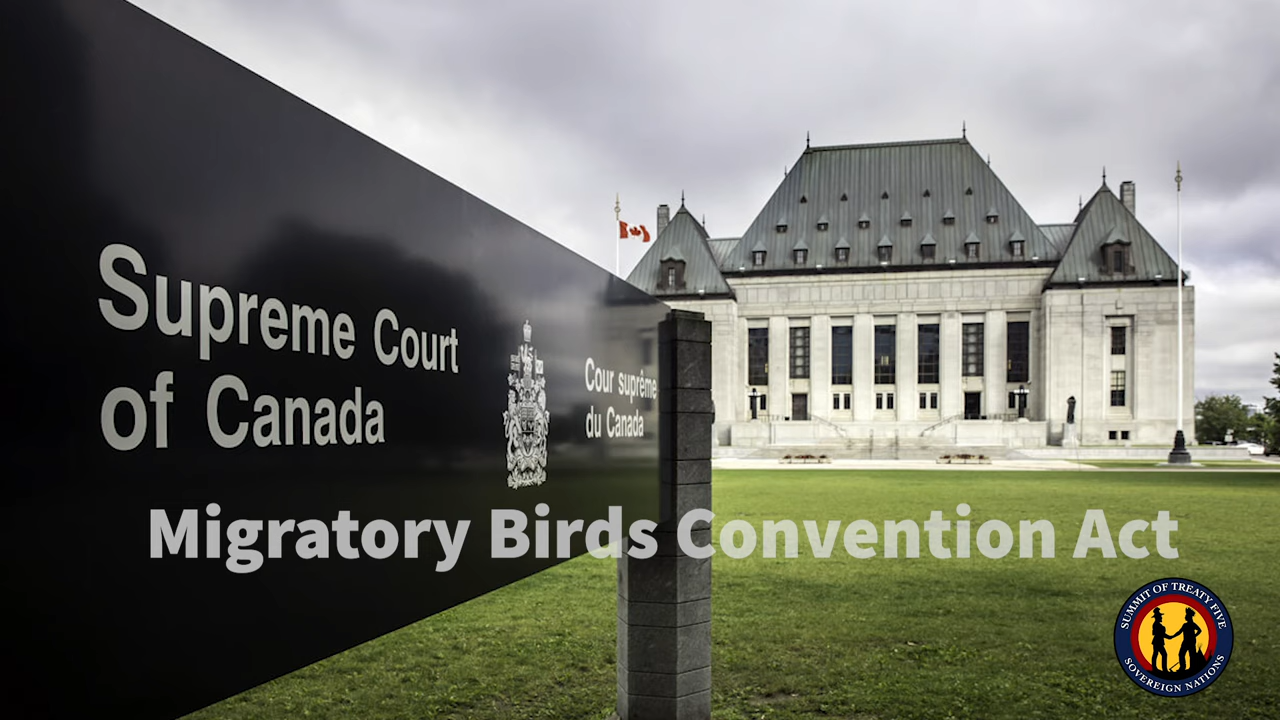 Supreme Court
of Canada
Cour suprême
du Canada
Migratory Birds Convention Act
SUMMIT OF TREATY FIVE
SOVEREIGN NATIONS